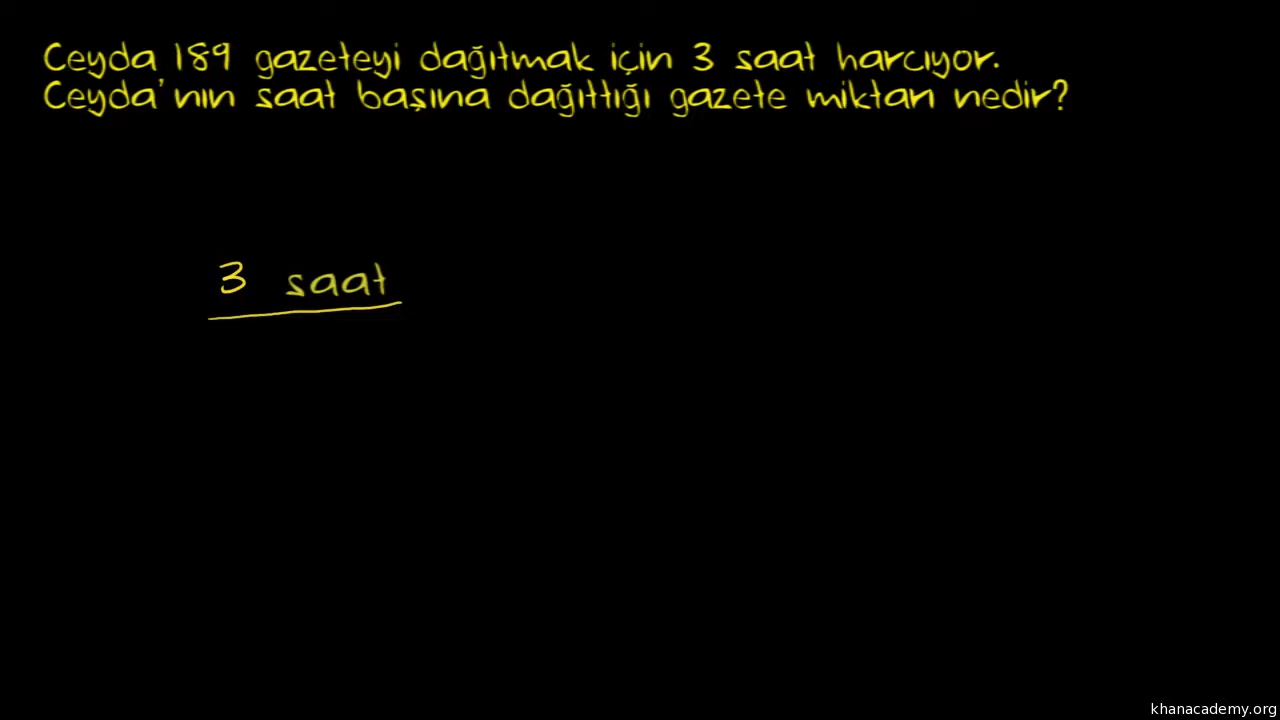 Ceyda 189 gazeteyi dağıtmak için 3 saat harcıyor.
Ceyda'nın saat başına dağıttığı gazete miktarı nedir?
3 saat
khanacademy.org